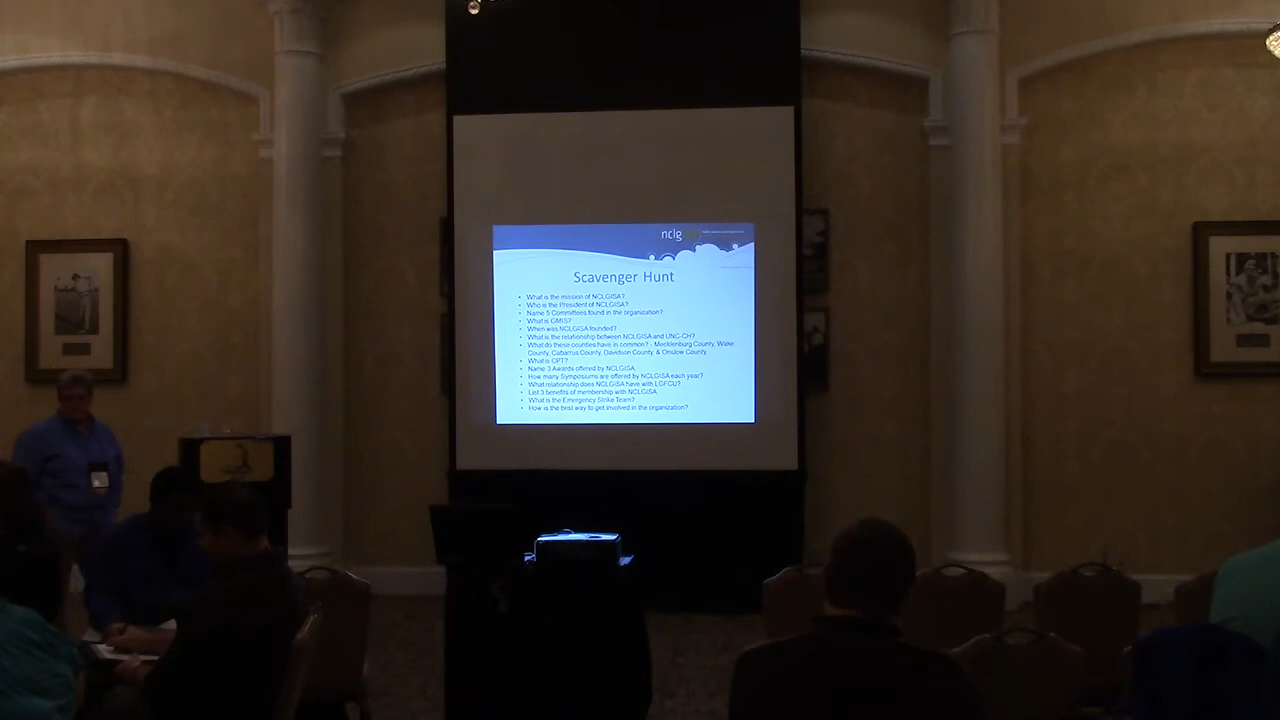 nclg
Scavenger Hunt
• What is the mission of NCLGISA?
• Who is the President of NCLGISA?
• Name 5 Committees found in the organization?
• What is GMIS?
• When was NCLGISA founded?
• What is the relationship between NCLGISA and UNC-CH?
• What do these counties have in common? - Mecklenburg County, Wake
County, Cabarrus County, Davidson County, & Onslow County
• What is CPT?
• Name 3 Awards offered by NCLGISA.
• How many Symposiums are offered by NCLGISA each year?
• What relationship does NCLGISA have with LGFCU?
• List 3 benefits of membership with NCLGISA.
• What is the Emergency Strike Team?
• How is the best way to get involved in the organization?